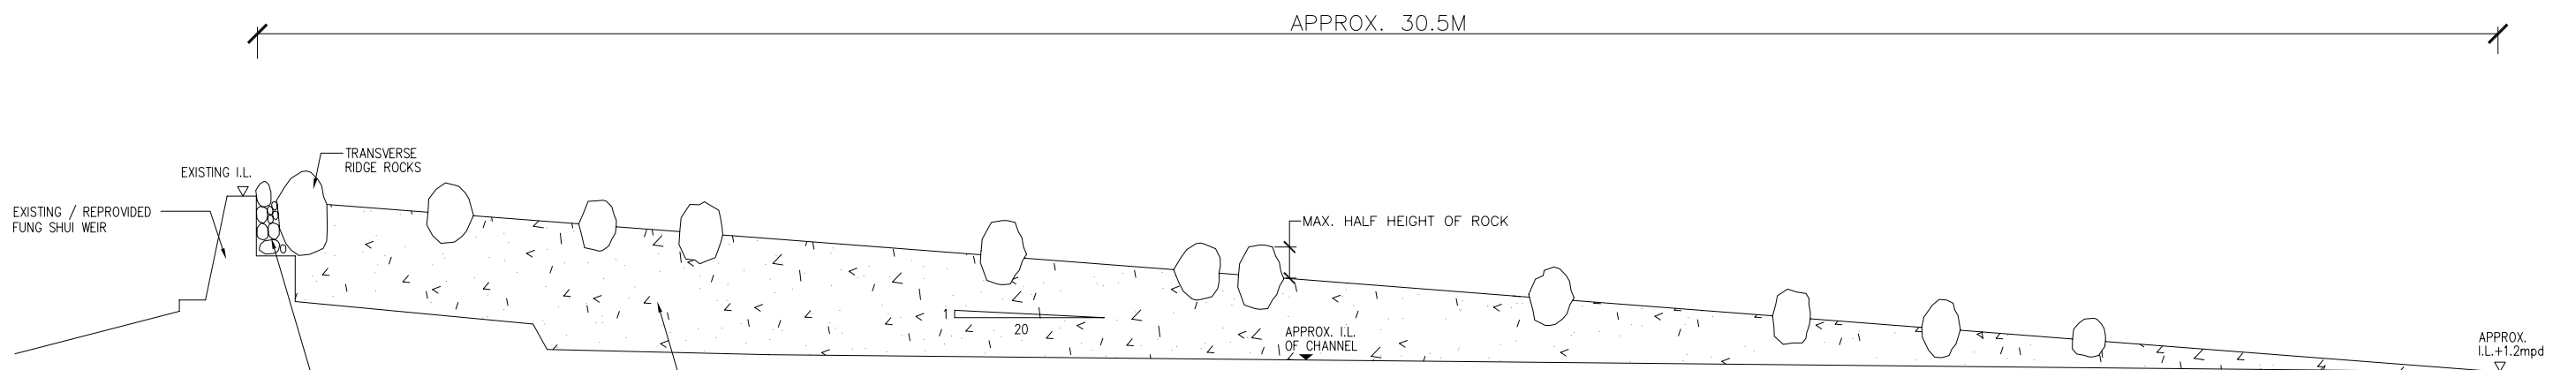 APPROX. 30.5M
TRANSVERSE
RIDGE ROCKS
EXISTING I.L.
EXISTING / REPROVIDED
FUNG SHUI WEIR
MAX. HALF HEIGHT OF ROCK
1
20
APPROX. I.L.
OF CHANNEL
APPROX.
I.L.+1.2mpd